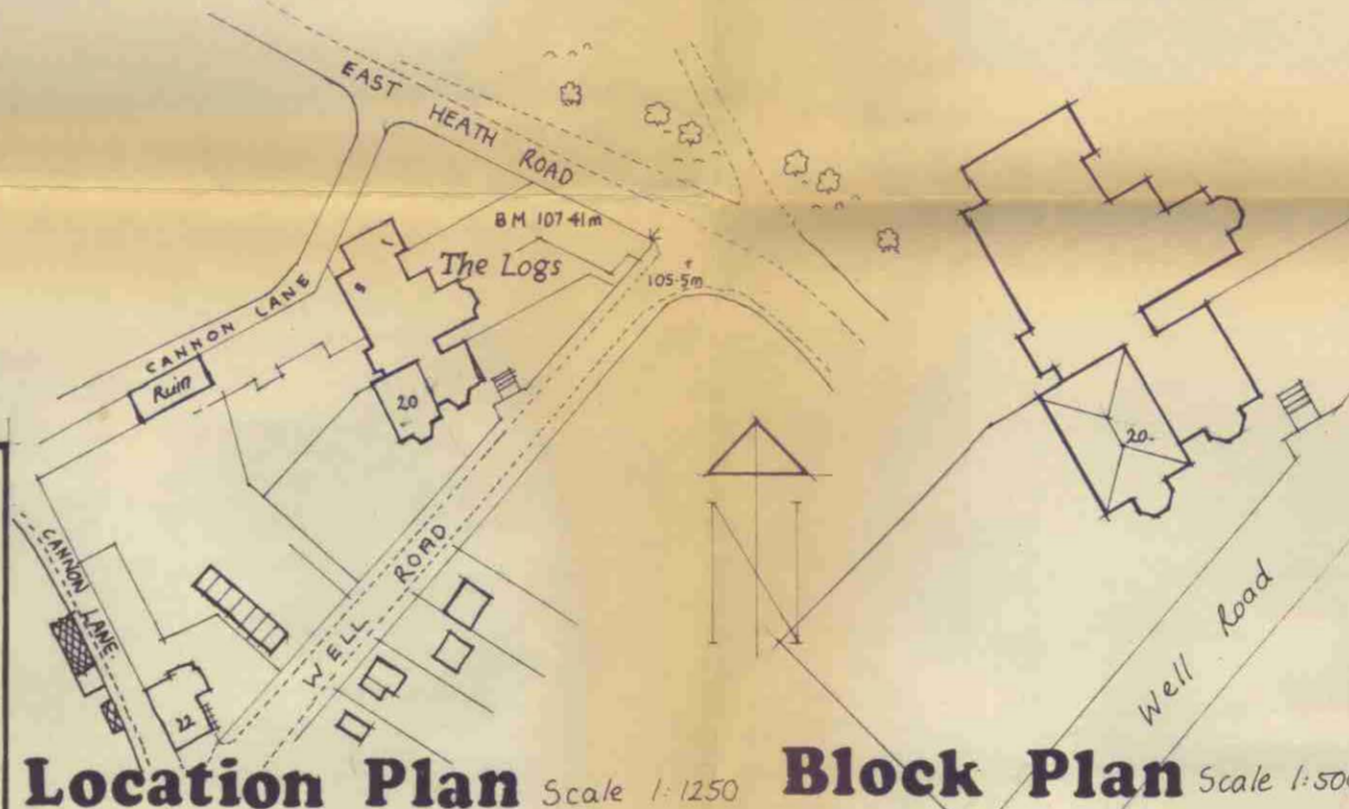 EAST HEATH ROAD
BM 107·41m
The Logs
105·5m
CANNON LANE
Ruin
20
20
CANNON LANE
WELL ROAD
22
Well Road
Location Plan Scale 1:1250
Block Plan Scale 1:500